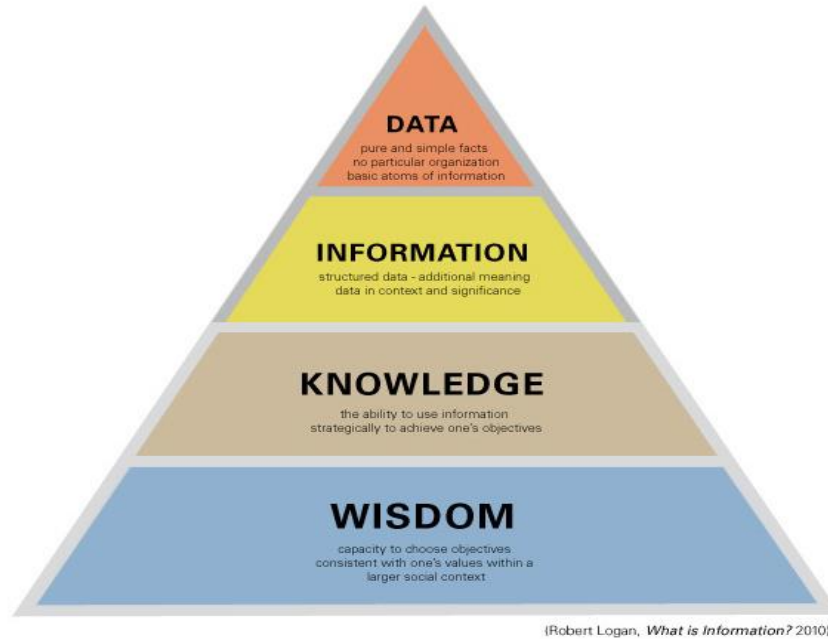 DATA
pure and simple facts
no particular organization
basic atoms of information
INFORMATION
structured data - additional meaning
data in context and significance
KNOWLEDGE
the ability to use information
strategically to achieve one's objectives
WISDOM
capacity to choose objectives
consistent with one's values within a
larger social context
(Robert Logan, What is Information? 2010)